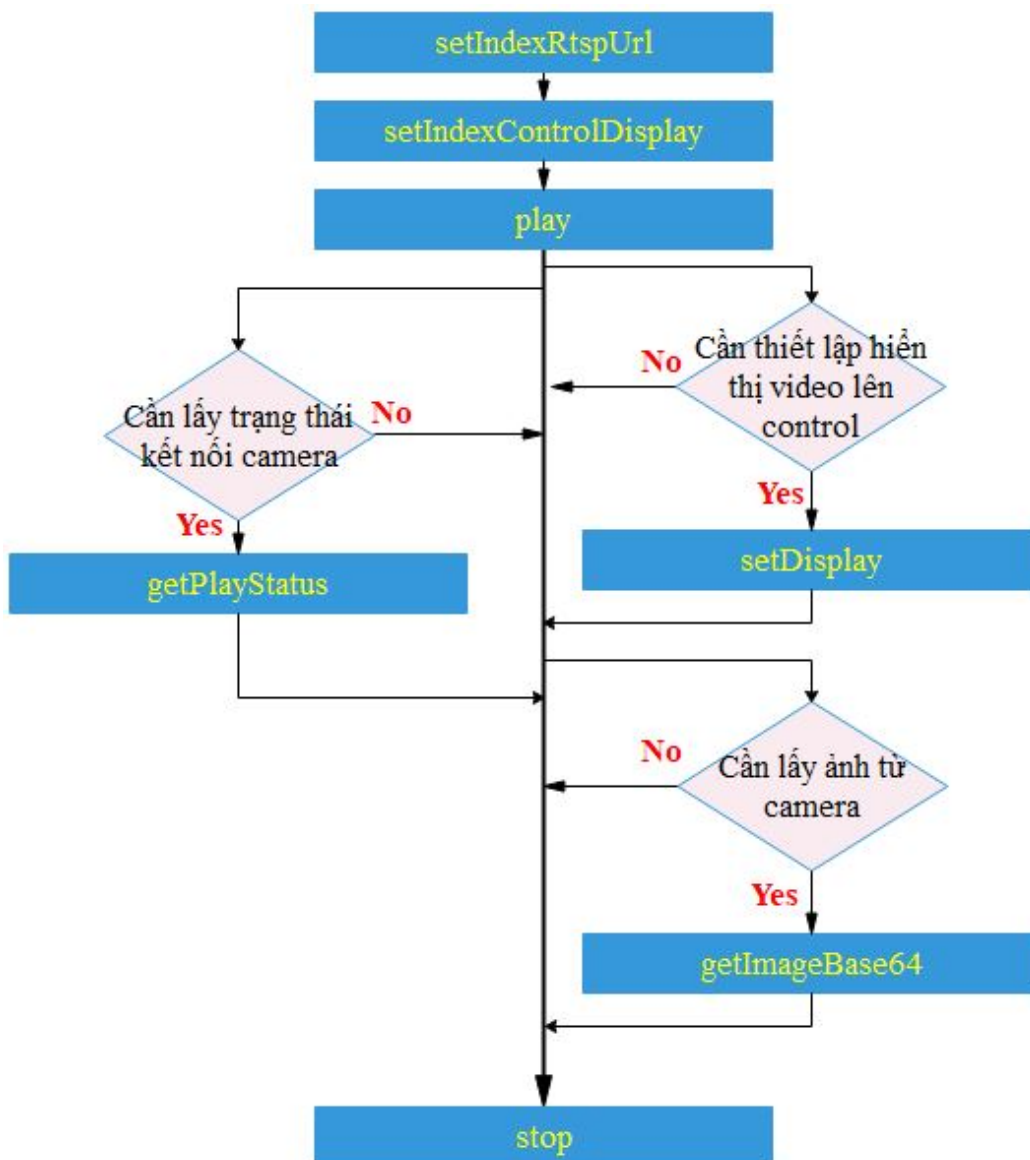 setIndexRtspUrl
setIndexControlDisplay
play
Cần thiết lập hiển
thị video lên
control
No
Cần lấy trạng thái
kết nối camera
No
Yes
Yes
setDisplay
getPlayStatus
No
Cần lấy ảnh từ
camera
Yes
getImageBase64
stop